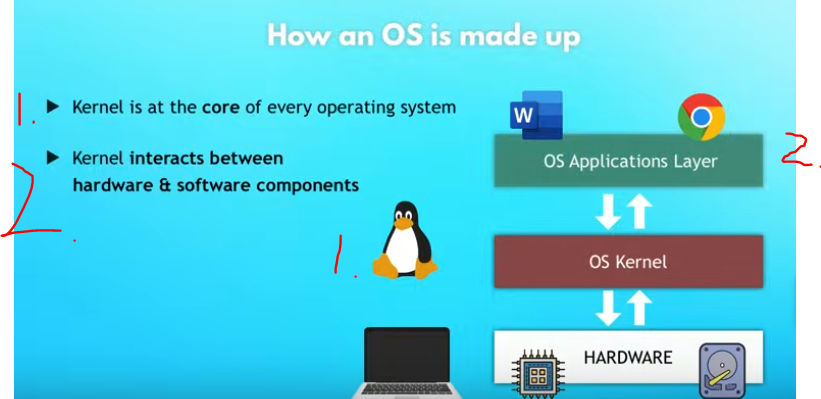 How an OS is made up
1. ▶ Kernel is at the core of every operating system
2. ▶ Kernel interacts between
hardware & software components
1.
W
OS Applications Layer 2.
OS Kernel
HARDWARE